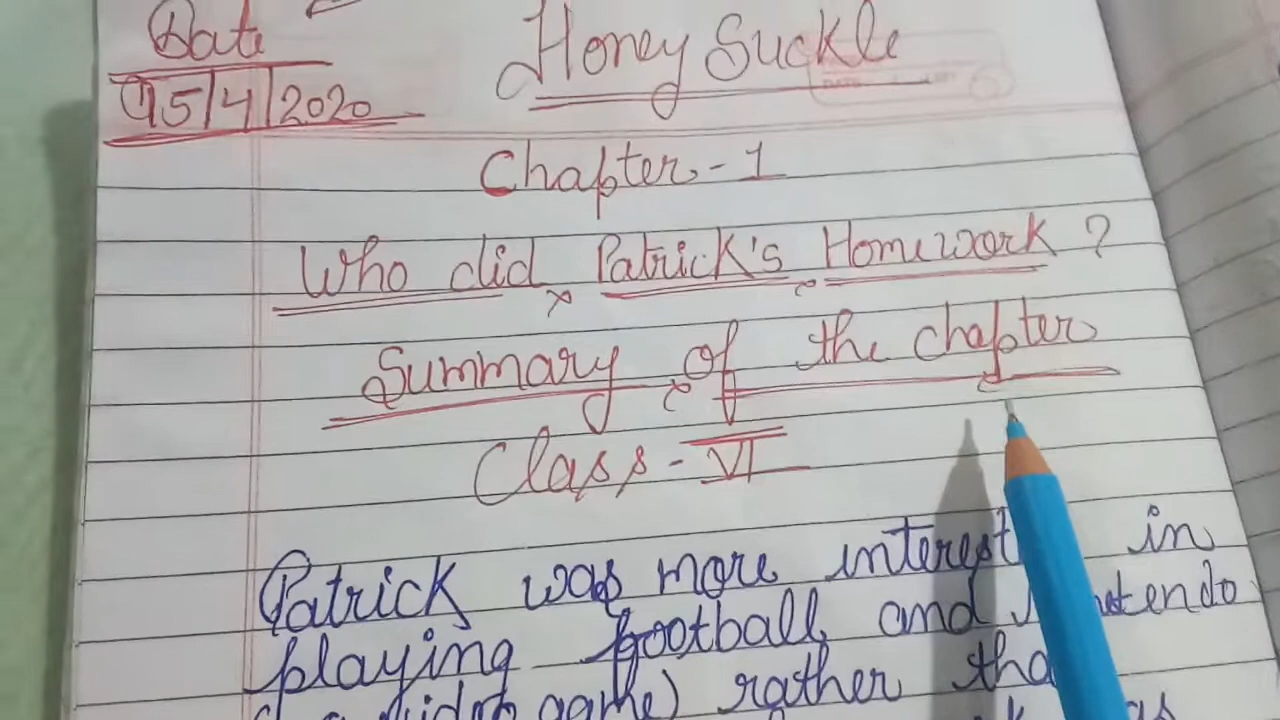 Date
15/4/2020
Honey Suckle
Chapter - 1
Who did Patrick's Homework ?
Summary of the chapter
Class - VI
Patrick was more interest in
playing football and
game) rather